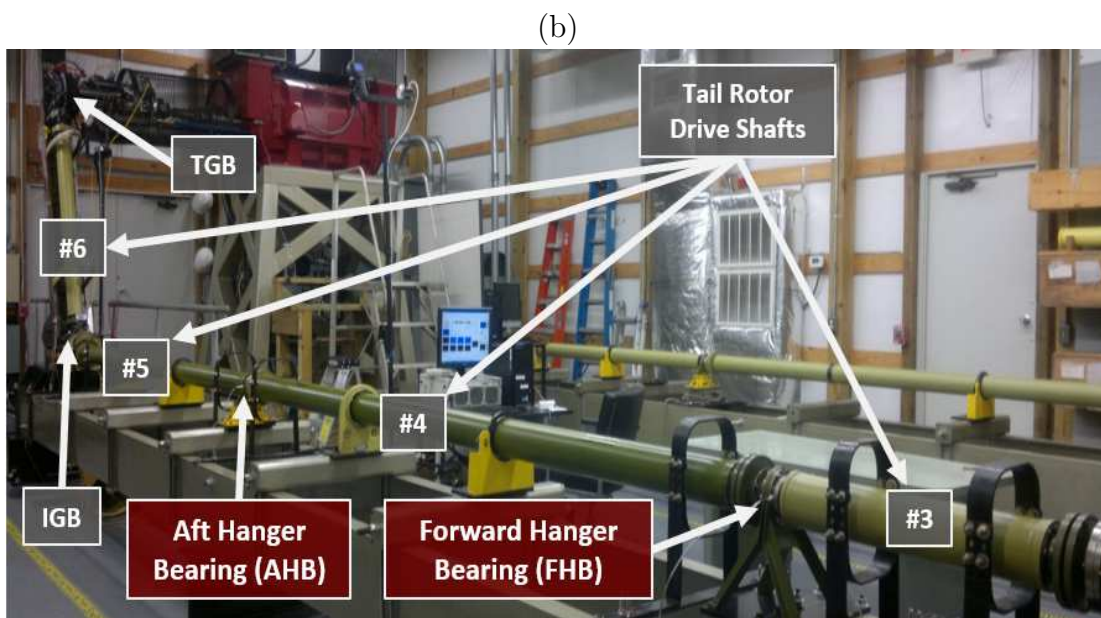 (b)
Tail Rotor
Drive Shafts
TGB
#6
#5
#4
#3
IGB
Aft Hanger
Bearing (AHB)
Forward Hanger
Bearing (FHB)